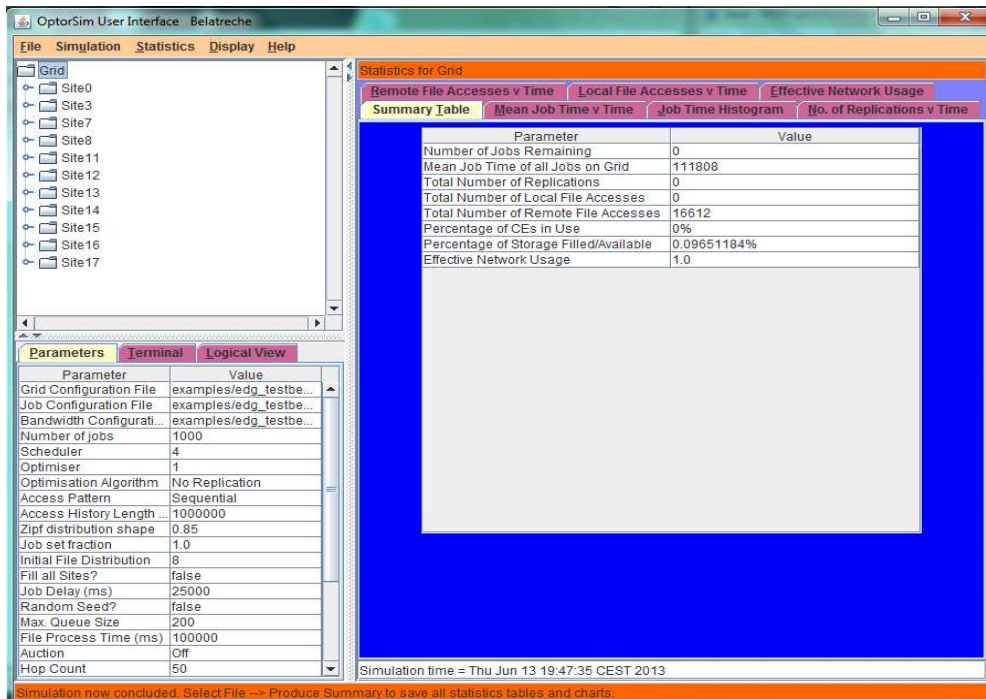 OptorSim User Interface Belatreche
File Simulation Statistics Display Help
Grid
Site0
Site3
Site7
Site8
Site11
Site12
Site13
Site14
Site15
Site16
Site17
Parameters Terminal Logical View
Parameter Value
Grid Configuration File examples/edg_testbe...
Job Configuration File examples/edg_testbe...
Bandwidth Configurati... examples/edg_testbe...
Number of jobs 1000
Scheduler 4
Optimiser 1
Optimisation Algorithm No Replication
Access Pattern Sequential
Access History Length ... 1000000
Zipf distribution shape 0.85
Job set fraction 1.0
Initial File Distribution 8
Fill all Sites? false
Job Delay (ms) 25000
Random Seed? false
Max. Queue Size 200
File Process Time (ms) 100000
Auction Off
Hop Count 50
Statistics for Grid
Remote File Accesses v Time Local File Accesses v Time Effective Network Usage
Summary Table Mean Job Time v Time Job Time Histogram No. of Replications v Time
Parameter Value
Number of Jobs Remaining 0
Mean Job Time of all Jobs on Grid 111808
Total Number of Replications 0
Total Number of Local File Accesses 0
Total Number of Remote File Accesses 16612
Percentage of CEs in Use 0%
Percentage of Storage Filled/Available 0.09651184%
Effective Network Usage 1.0
Simulation time = Thu Jun 13 19:47:35 CEST 2013
Simulation now concluded. Select File --> Produce Summary to save all statistics tables and charts.